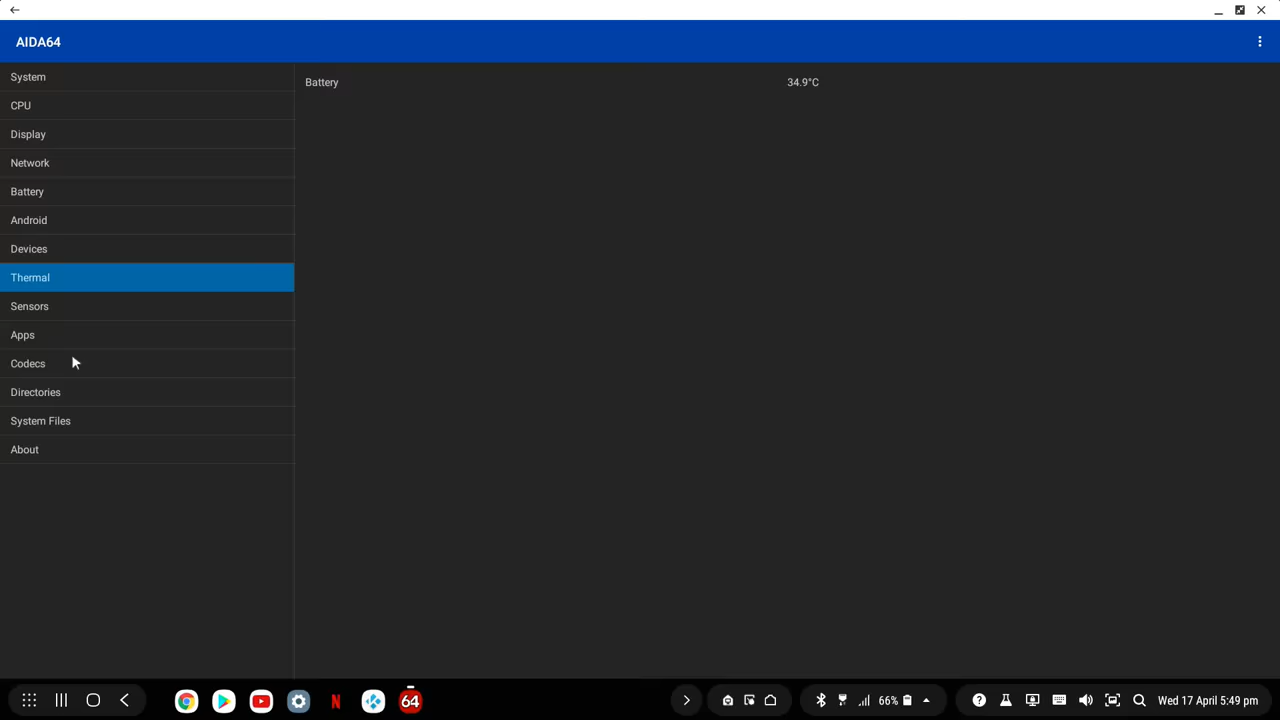 AIDA64
System
Battery 34.9°C
CPU
Display
Network
Battery
Android
Devices
Thermal
Sensors
Apps
Codecs
Directories
System Files
About
N 64 66% Wed 17 April 5:49 pm